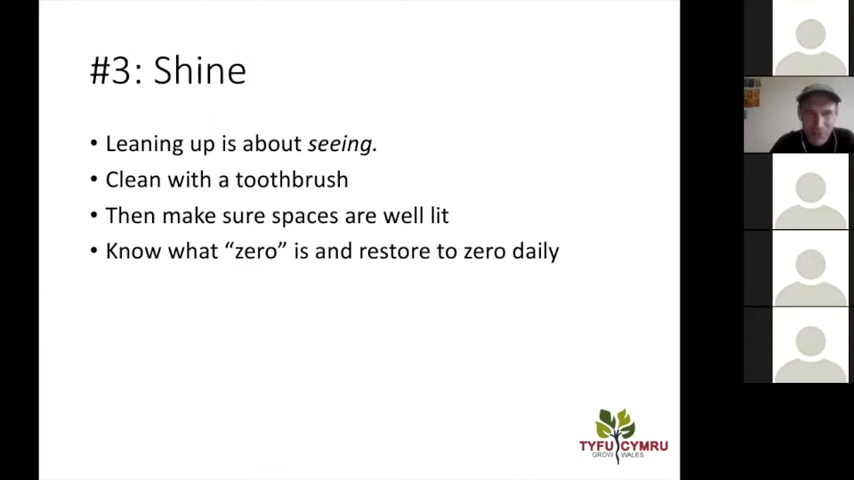 #3: Shine
• Leaning up is about seeing.
• Clean with a toothbrush
• Then make sure spaces are well lit
• Know what “zero” is and restore to zero daily
TYFU CYMRU
GROW WALES